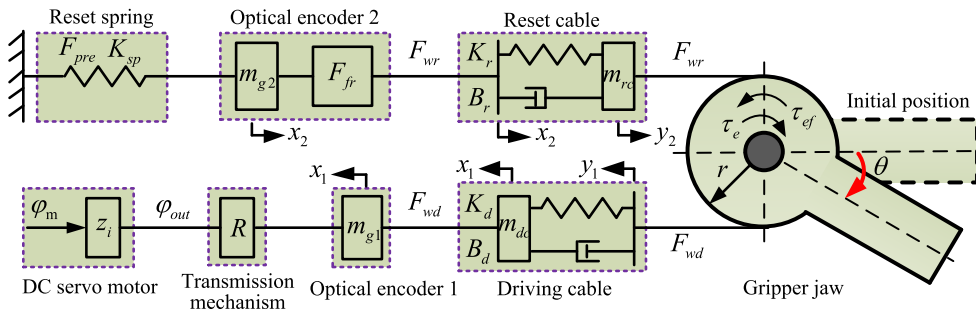 Reset spring
Optical encoder 2
Reset cable
F_pre K_sp
m_g2
F_fr
F_wr
K_r
B_r
m_rc
F_wr
x_2
x_2
y_2
τ_e
τ_ef
Initial position
r
θ
x_1
x_1
y_1
φ_m
z_i
φ_out
R
m_g1
F_wd
K_d
B_d
m_dc
F_wd
DC servo motor
Transmission
mechanism
Optical encoder 1
Driving cable
Gripper jaw